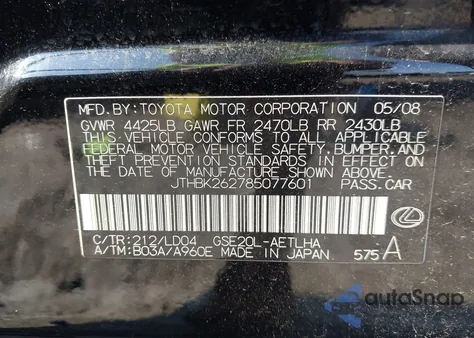 MFD. BY: TOYOTA MOTOR CORPORATION 05/08
GVWR 4425LB GAWR FR 2470LB RR 2430LB
THIS VEHICLE CONFORMS TO ALL APPLICABLE
FEDERAL MOTOR VEHICLE SAFETY, BUMPER, AND
THEFT PREVENTION STANDARDS IN EFFECT ON
THE DATE OF MANUFACTURE SHOWN ABOVE.
JTHBK262785077601 PASS. CAR
C/TR: 212/LD04 GSE20L-AETLHA
A/TM: B03A/A960E MADE IN JAPAN 575 A
autoSnap